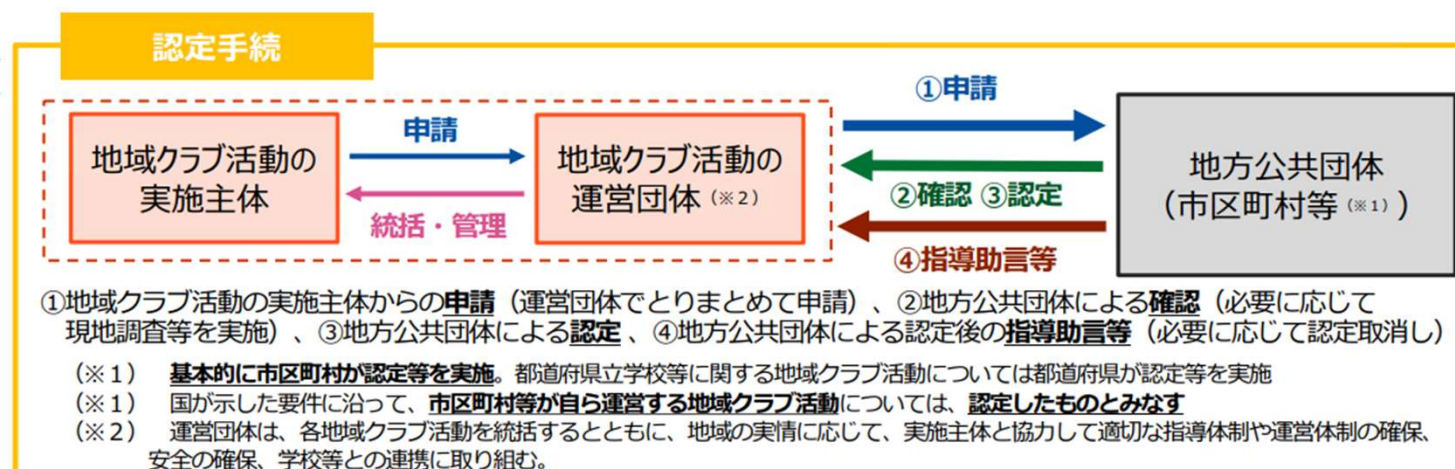 認定手続
①申請
地域クラブ活動の
実施主体
申請
統括・管理
地域クラブ活動の
運営団体(※2)
②確認 ③認定
④指導助言等
地方公共団体
(市区町村等(※1))
①地域クラブ活動の実施主体からの申請(運営団体でとりまとめて申請)、②地方公共団体による確認(必要に応じて
現地調査等を実施)、③地方公共団体による認定、④地方公共団体による認定後の指導助言等(必要に応じて認定取消し)
(※1) 基本的に市区町村が認定等を実施。都道府県立学校等に関する地域クラブ活動については都道府県が認定等を実施
(※1) 国が示した要件に沿って、市区町村等が自ら運営する地域クラブ活動については、認定したものとみなす
(※2) 運営団体は、各地域クラブ活動を統括するとともに、地域の実情に応じて、実施主体と協力して適切な指導体制や運営体制の確保、
安全の確保、学校等との連携に取り組む。